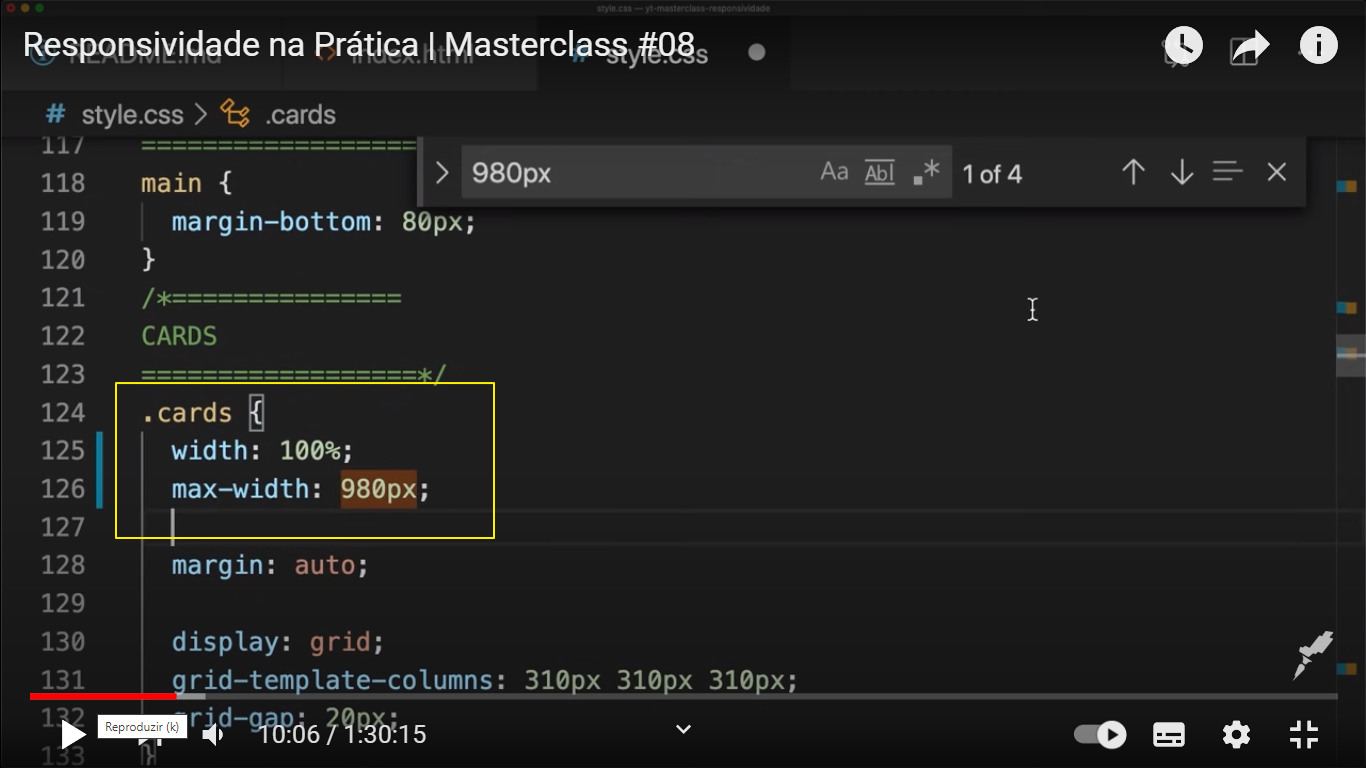 style.css — yt-masterclass-responsividade
Responsividade na Prática | Masterclass #08
README.md
index.html
# style.css
# style.css > .cards
980px
Aa
Abl
.*
1 of 4
117 ==================
118 main {
119 margin-bottom: 80px;
120 }
121 /*===============
122 CARDS
123 ==================*/
124 .cards {
125 width: 100%;
126 max-width: 980px;
127
128 margin: auto;
129
130 display: grid;
131 grid-template-columns: 310px 310px 310px;
132 grid-gap: 20px;
133 }
Reproduzir (k)
10:06 / 1:30:15